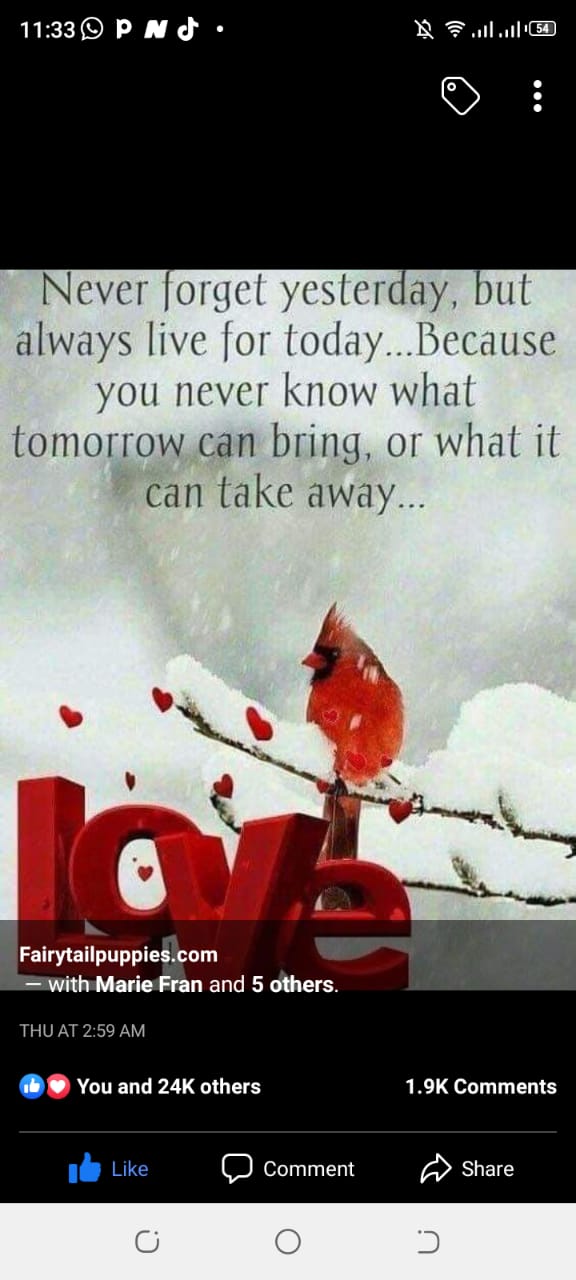 11:33
54
Never forget yesterday, but
always live for today...Because
you never know what
tomorrow can bring, or what it
can take away...
Love
Fairytailpuppies.com
— with Marie Fran and 5 others.
THU AT 2:59 AM
You and 24K others 1.9K Comments
Like Comment Share